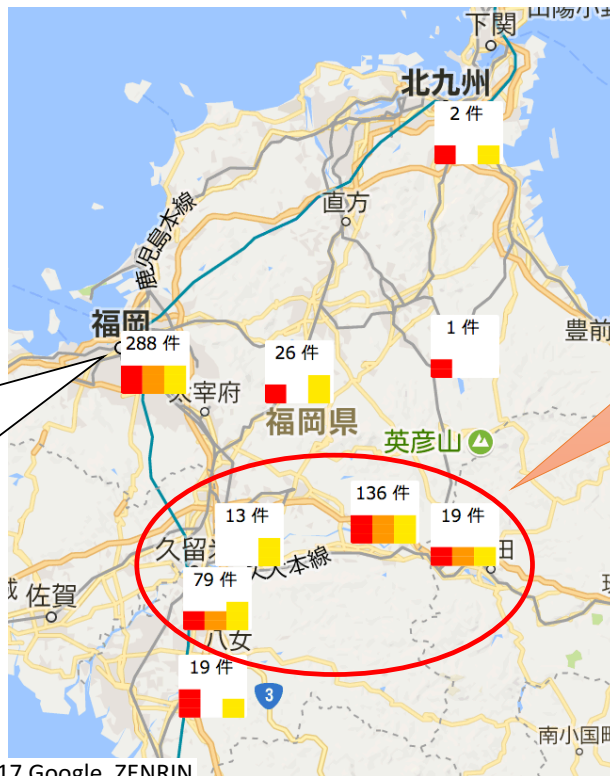 山陽小野
下関
北九州
2 件
直方
鹿児島本線
福岡
288 件
太宰府
26 件
1 件
豊前
福岡県
英彦山
136 件
13 件
19 件
久留米
久大本線
田
79 件
佐賀
八女
19 件
3
南小国町
17 Google, ZENRIN